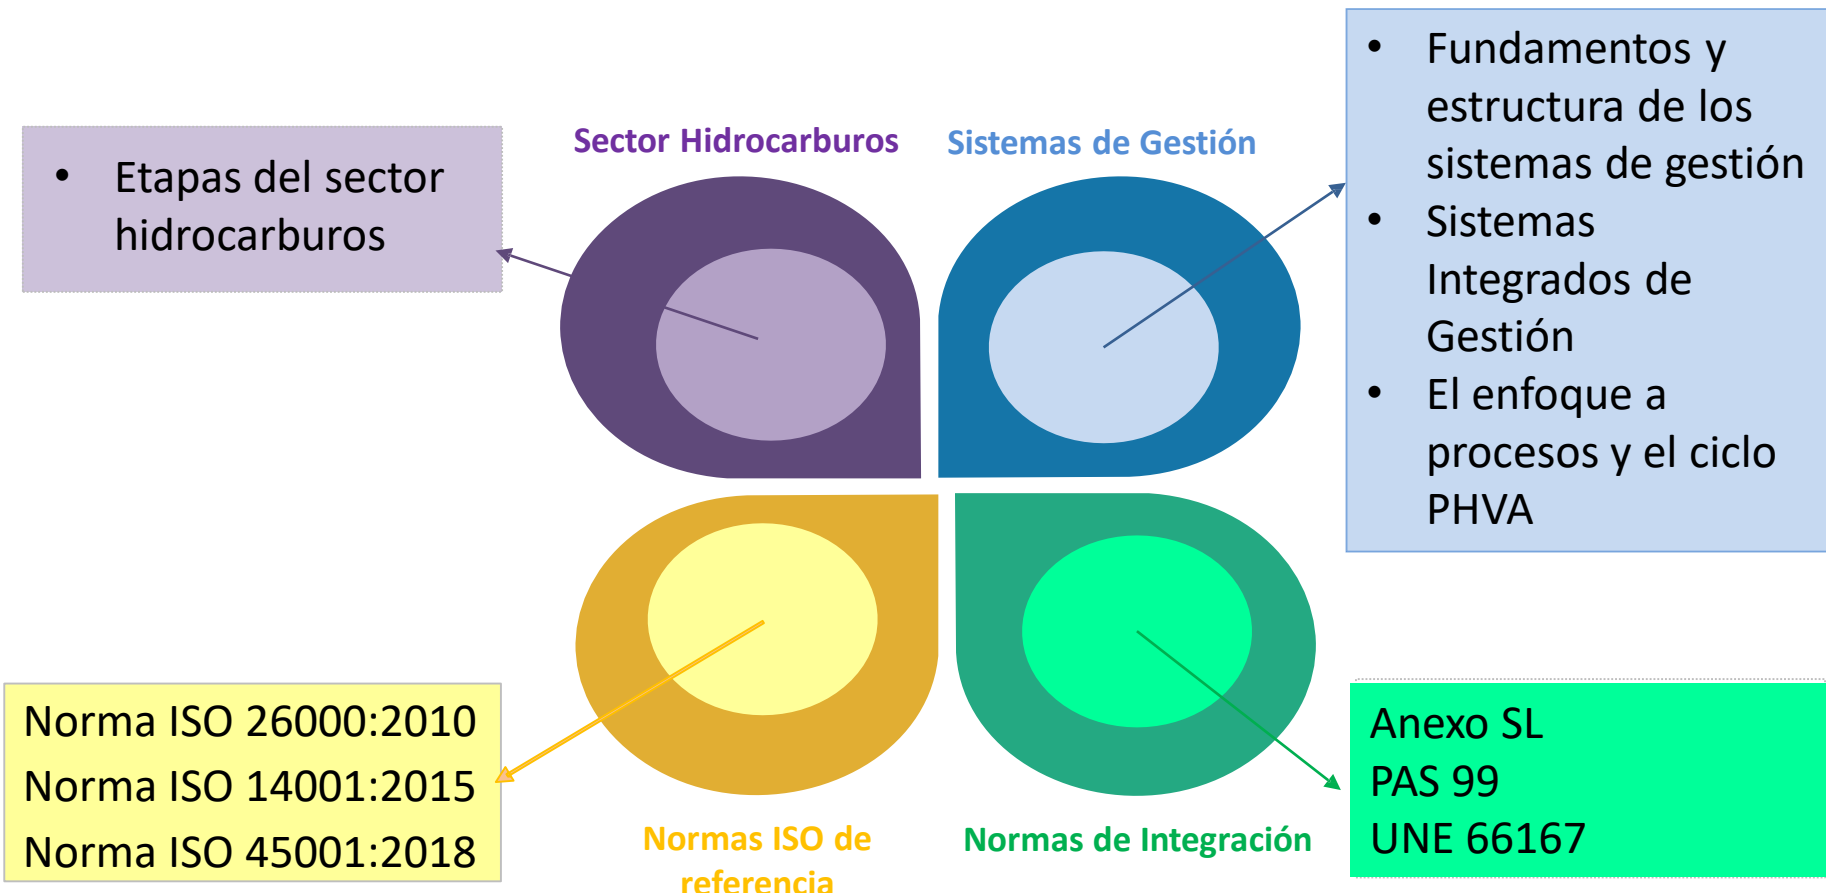 Sector Hidrocarburos
• Etapas del sector
hidrocarburos
Sistemas de Gestión
• Fundamentos y
estructura de los
sistemas de gestión
• Sistemas
Integrados de
Gestión
• El enfoque a
procesos y el ciclo
PHVA
Norma ISO 26000:2010
Norma ISO 14001:2015
Norma ISO 45001:2018
Normas ISO de
referencia
Normas de Integración
Anexo SL
PAS 99
UNE 66167